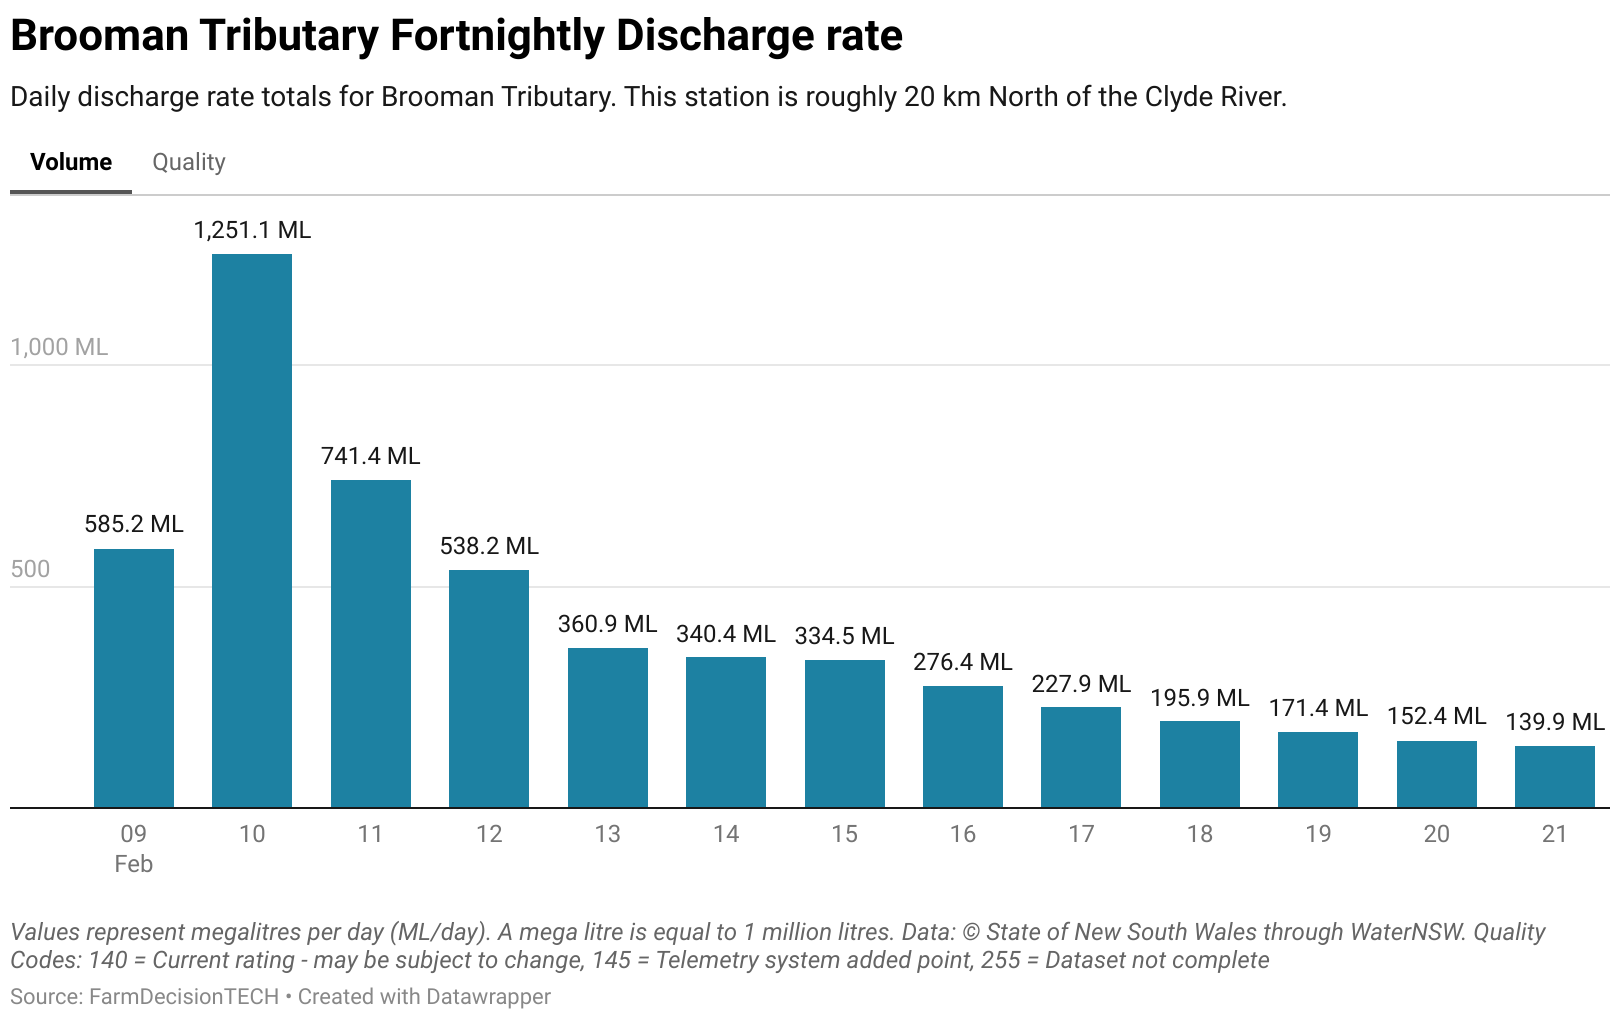 Brooman Tributary Fortnightly Discharge rate
Daily discharge rate totals for Brooman Tributary. This station is roughly 20 km North of the Clyde River.
Volume Quality
1,251.1 ML
1,000 ML
741.4 ML
585.2 ML
538.2 ML
500
360.9 ML
340.4 ML
334.5 ML
276.4 ML
227.9 ML
195.9 ML
171.4 ML
152.4 ML
139.9 ML
09 10 11 12 13 14 15 16 17 18 19 20 21
Feb
Values represent megalitres per day (ML/day). A mega litre is equal to 1 million litres. Data: © State of New South Wales through WaterNSW. Quality
Codes: 140 = Current rating - may be subject to change, 145 = Telemetry system added point, 255 = Dataset not complete
Source: FarmDecisionTECH • Created with Datawrapper